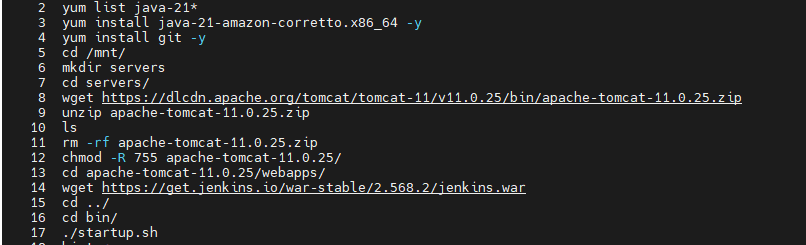 2 yum list java-21*
3 yum install java-21-amazon-corretto.x86_64 -y
4 yum install git -y
5 cd /mnt/
6 mkdir servers
7 cd servers/
8 wget https://dlcdn.apache.org/tomcat/tomcat-11/v11.0.25/bin/apache-tomcat-11.0.25.zip
9 unzip apache-tomcat-11.0.25.zip
10 ls
11 rm -rf apache-tomcat-11.0.25.zip
12 chmod -R 755 apache-tomcat-11.0.25/
13 cd apache-tomcat-11.0.25/webapps/
14 wget https://get.jenkins.io/war-stable/2.568.2/jenkins.war
15 cd ../
16 cd bin/
17 ./startup.sh